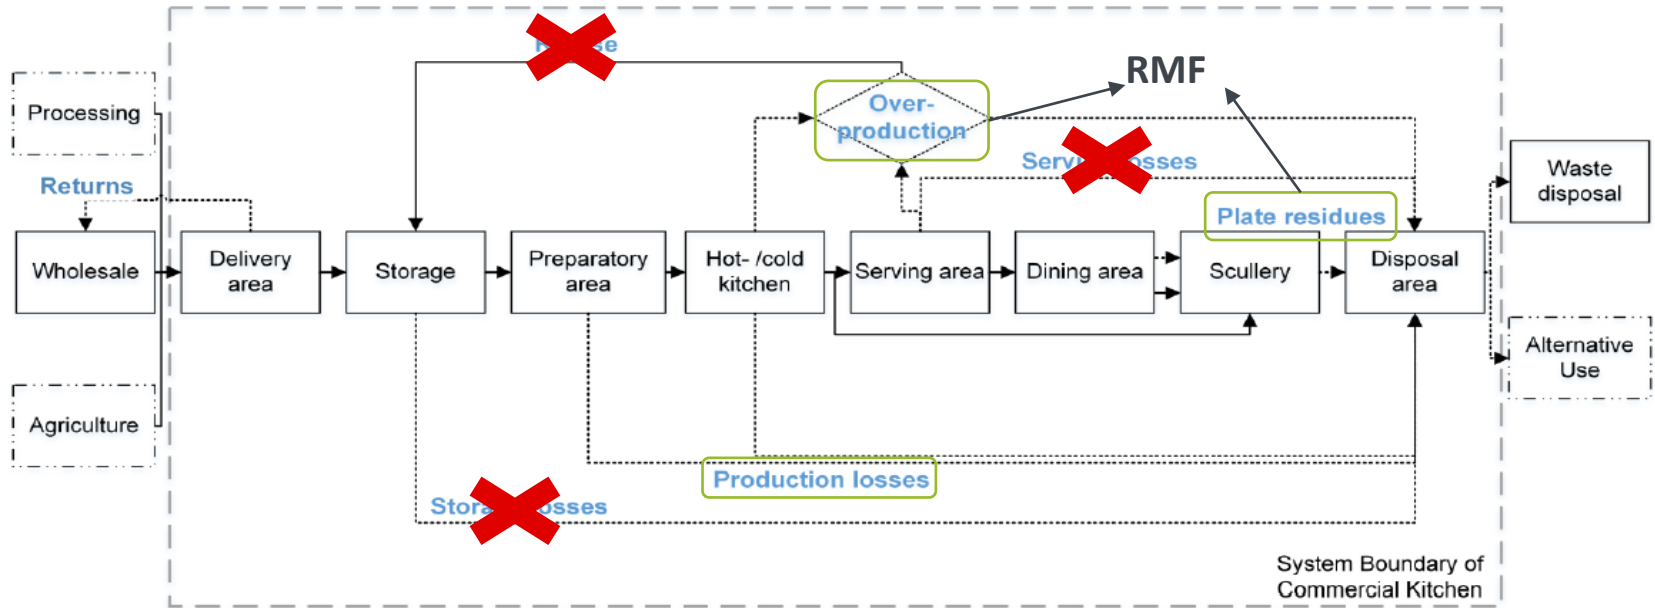 RMF
Processing
Over-
production
Returns
Plate residues
Waste
disposal
Wholesale
Delivery
area
Storage
Preparatory
area
Hot- /cold
kitchen
Serving area
Dining area
Scullery
Disposal
area
Alternative
Use
Agriculture
Production losses
losses
System Boundary of
Commercial Kitchen